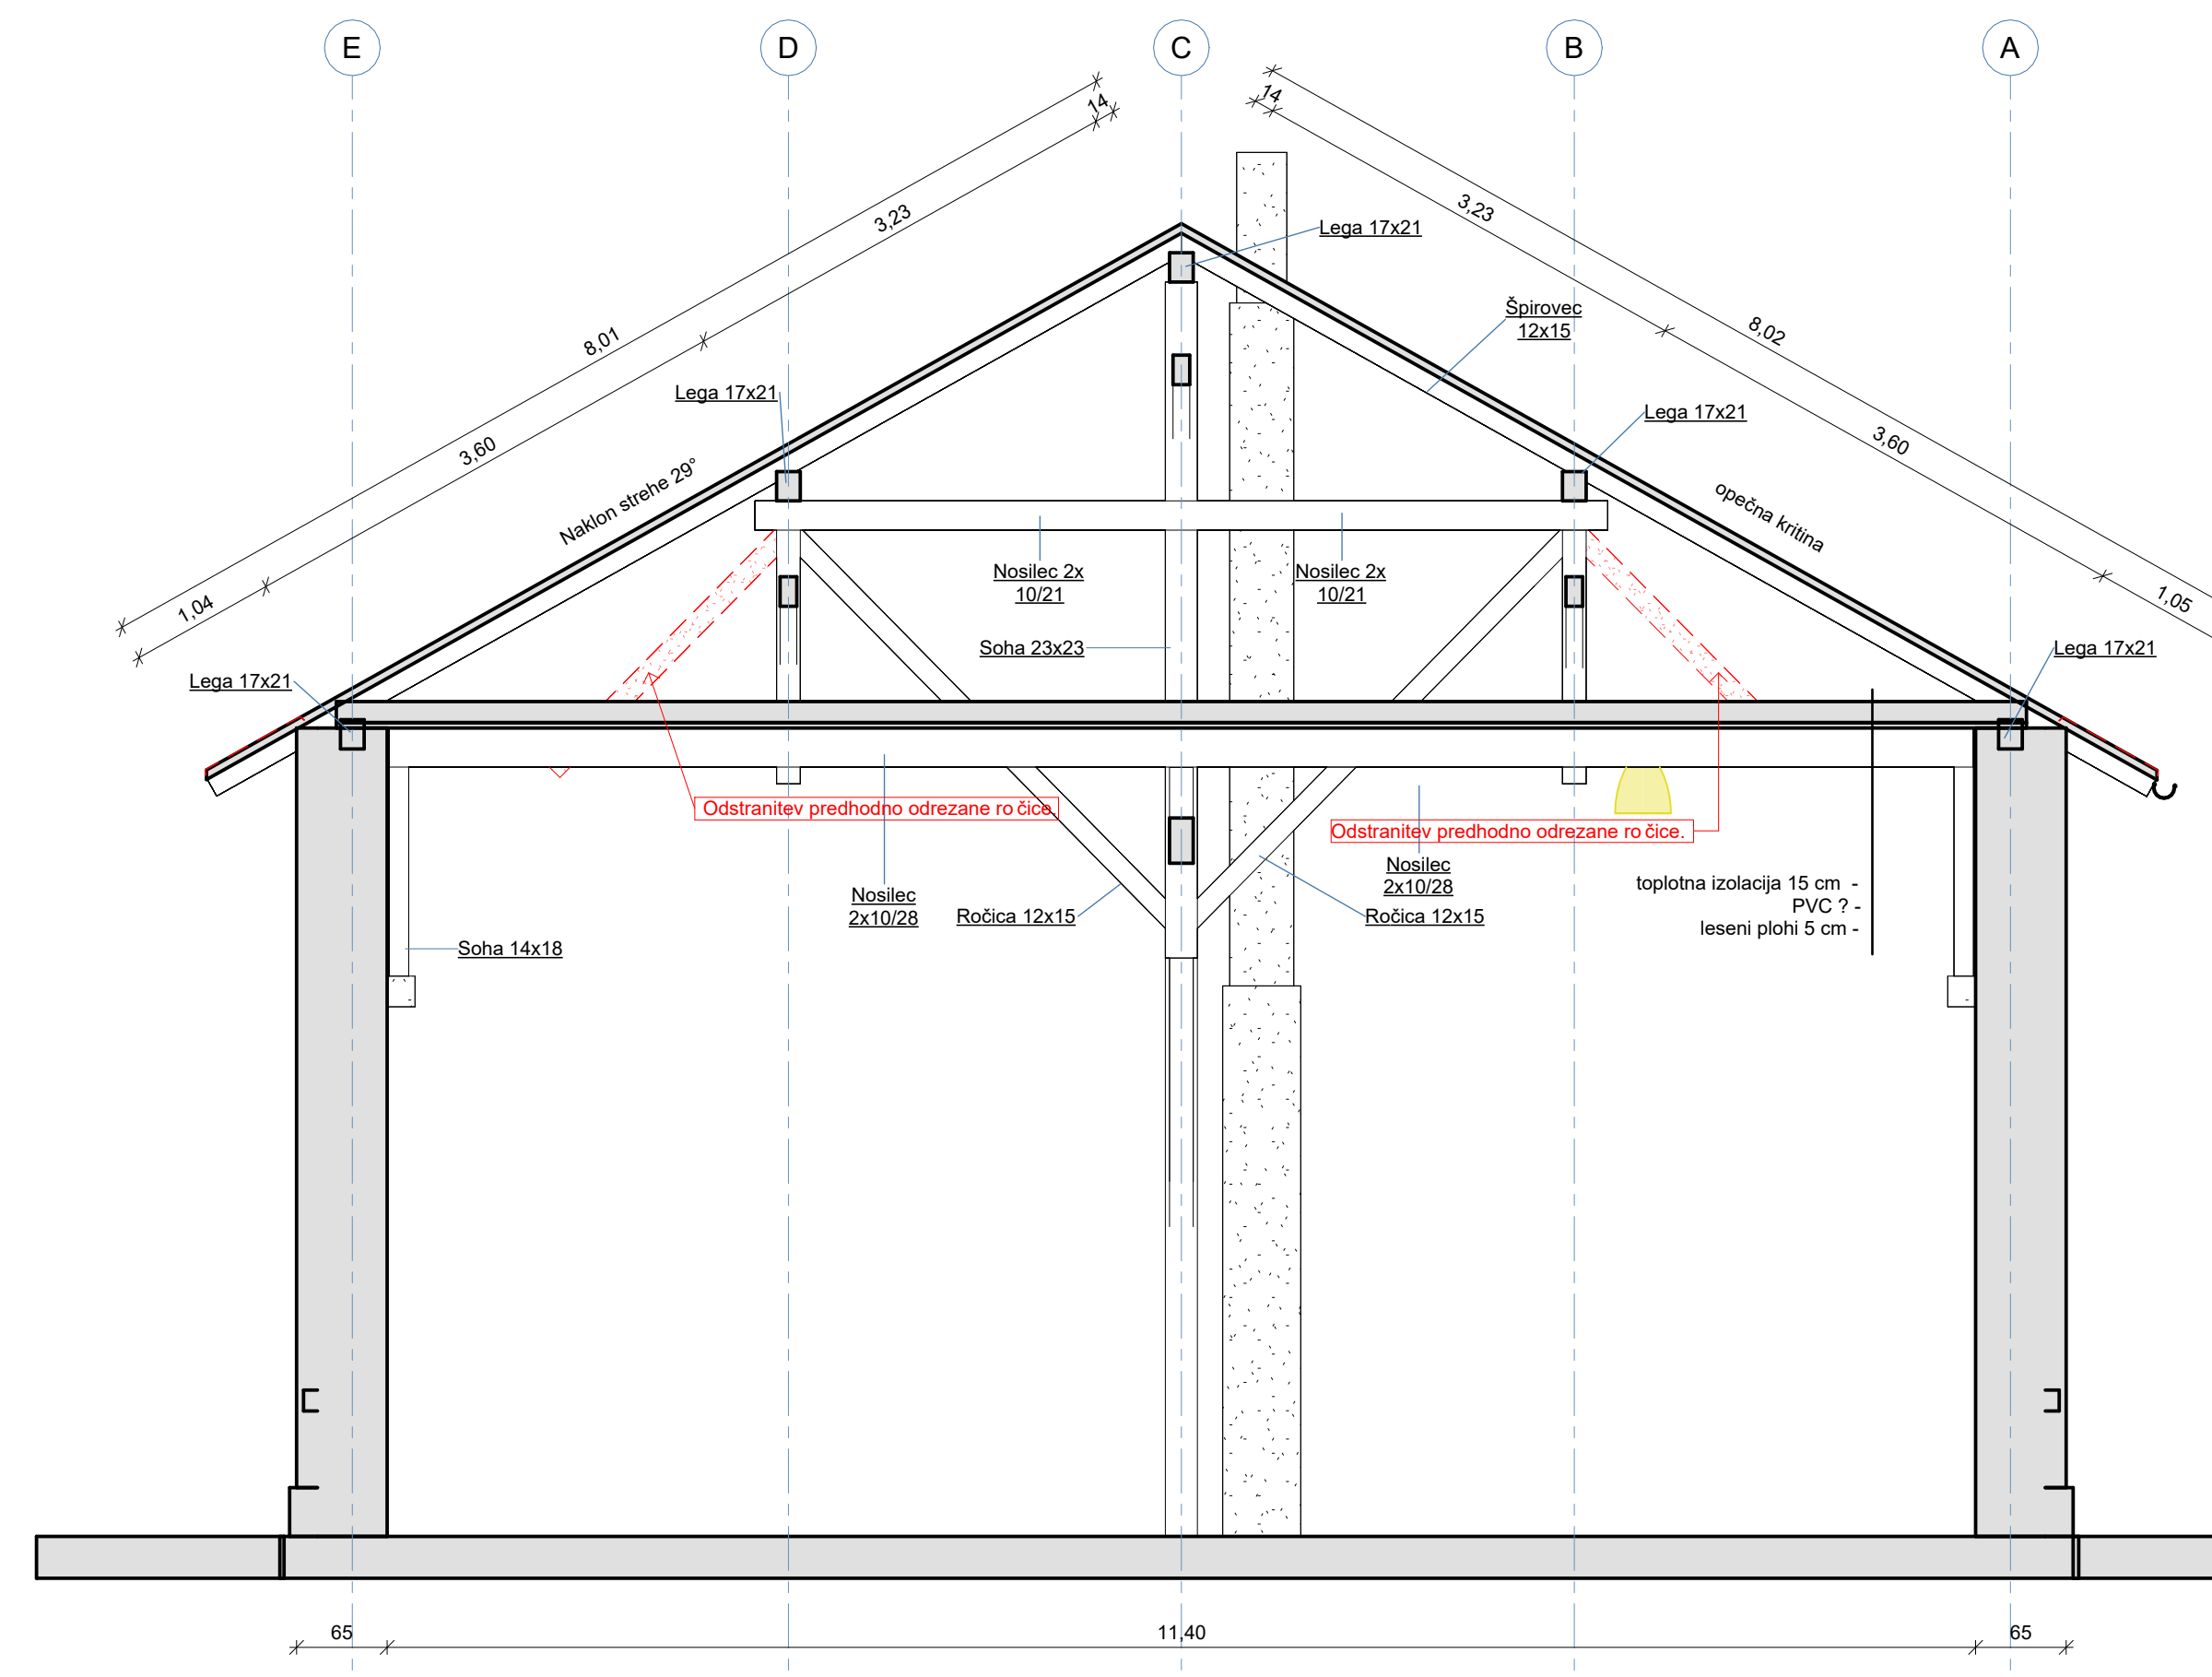 E
D
C
B
A
14
14
3,23
3,23
8,01
8,02
3,60
3,60
1,04
1,05
Lega 17x21
Špirovec
12x15
Lega 17x21
Lega 17x21
Naklon strehe 29°
opečna kritina
Nosilec 2x
10/21
Nosilec 2x
10/21
Soha 23x23
Lega 17x21
Lega 17x21
Odstranitev predhodno odrezane ročice.
Odstranitev predhodno odrezane ročice.
Nosilec
2x10/28
Nosilec
2x10/28
Ročica 12x15
Ročica 12x15
toplotna izolacija 15 cm -
PVC ? -
leseni plohi 5 cm -
Soha 14x18
65
11,40
65